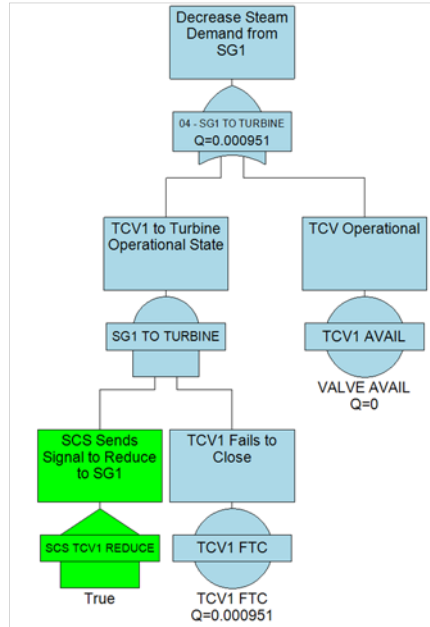 Decrease Steam
Demand from
SG1
04 - SG1 TO TURBINE
Q=0.000951
TCV1 to Turbine
Operational State
TCV Operational
SG1 TO TURBINE
TCV1 AVAIL
VALVE AVAIL
Q=0
SCS Sends
Signal to Reduce
to SG1
TCV1 Fails to
Close
SCS TCV1 REDUCE
TCV1 FTC
True
TCV1 FTC
Q=0.000951